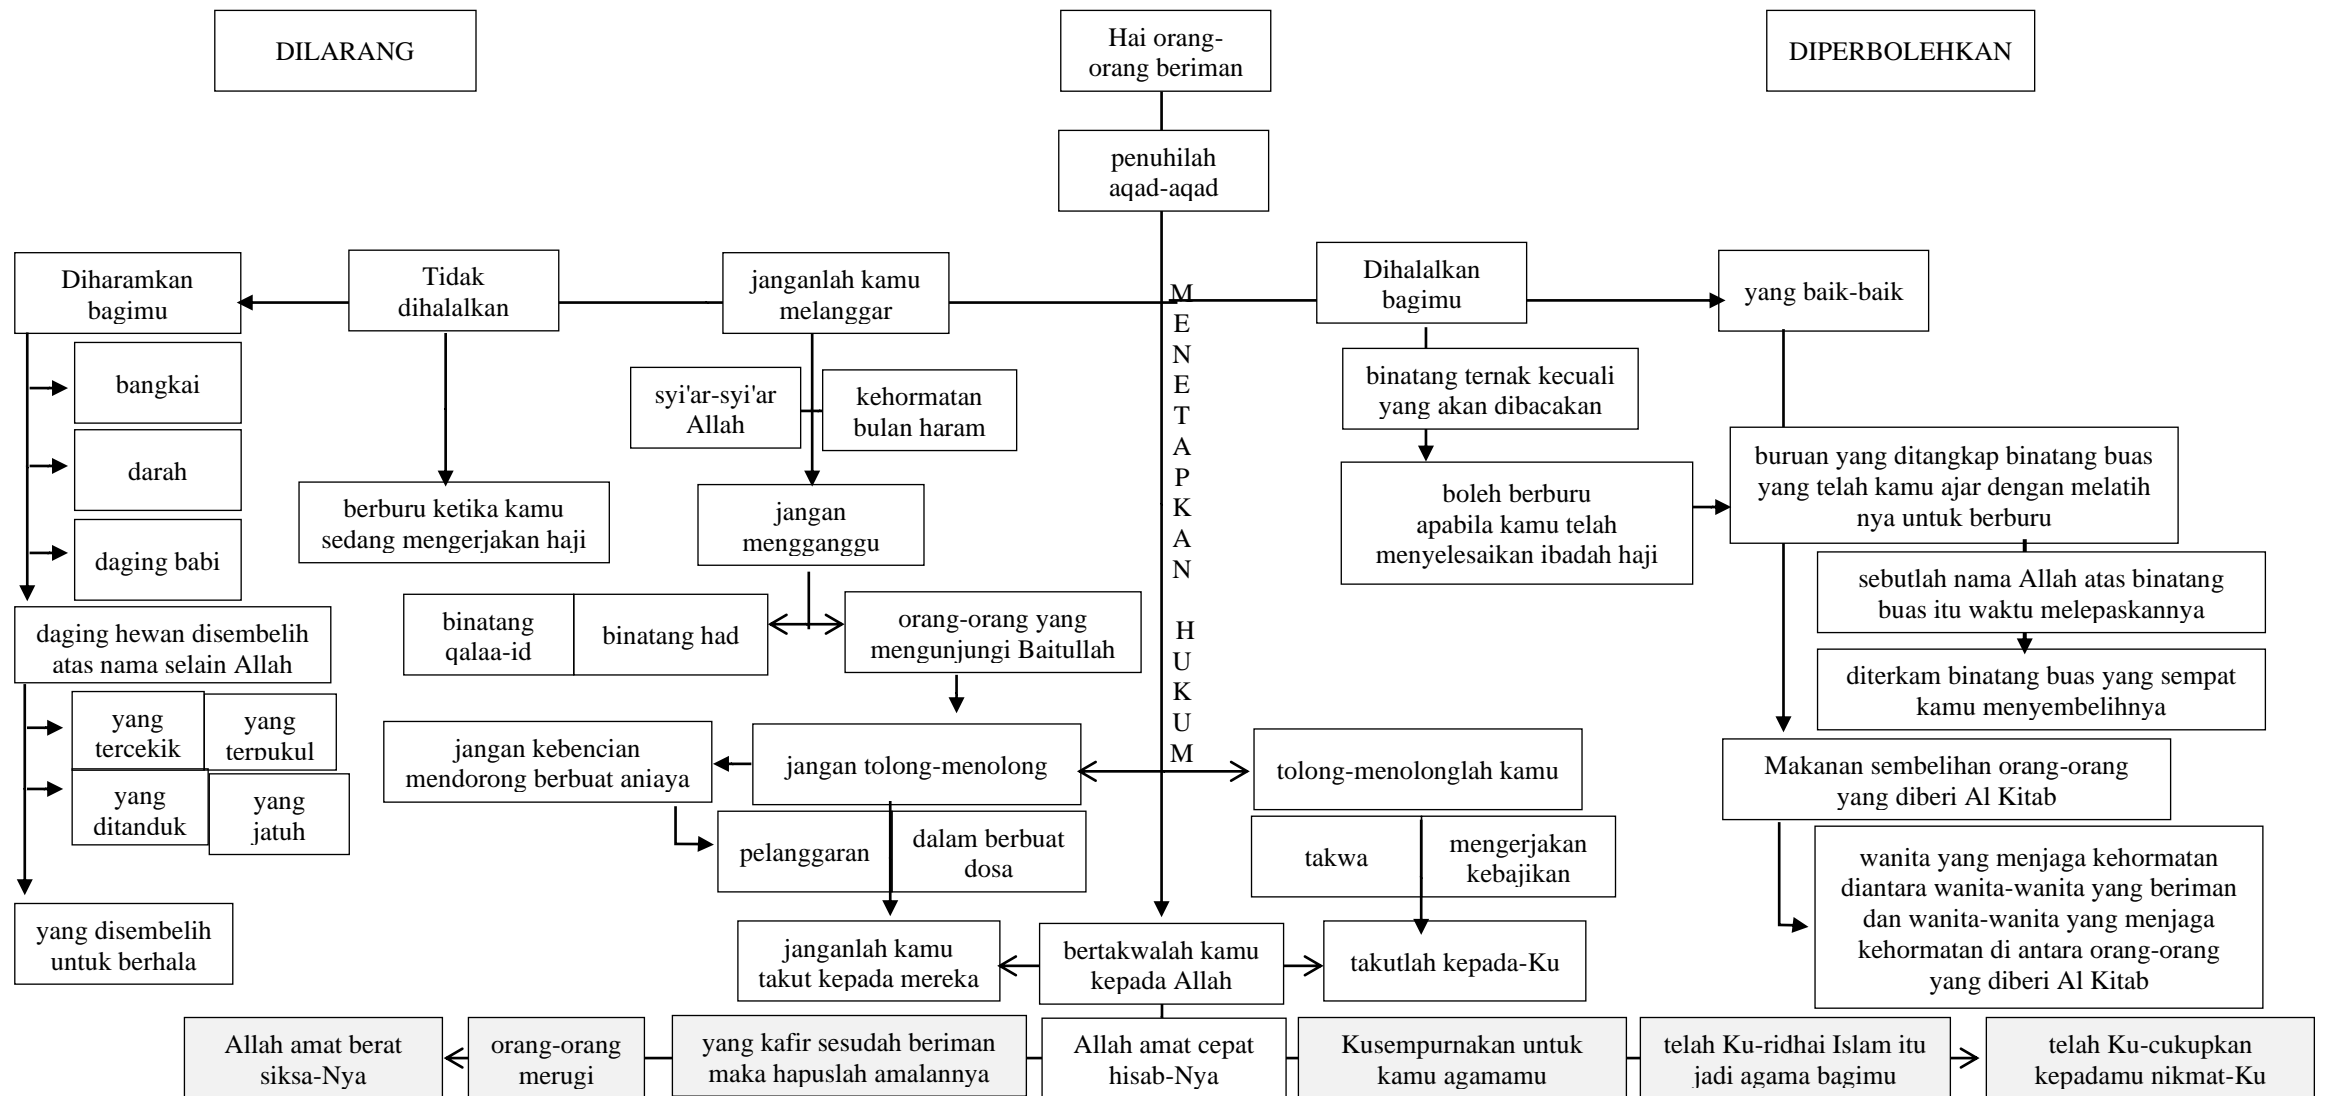 DILARANG
Hai orang-
orang beriman
DIPERBOLEHKAN
penuhilah
aqad-aqad
Diharamkan
bagimu
Tidak
dihalalkan
janganlah kamu
melanggar
MENETAPKAN HUKUM
Dihalalkan
bagimu
yang baik-baik
bangkai
darah
daging babi
daging hewan disembelih
atas nama selain Allah
yang
tercekik
yang
terpukul
yang
ditanduk
yang
jatuh
yang disembelih
untuk berhala
berburu ketika kamu
sedang mengerjakan haji
syi'ar-syi'ar
Allah
kehormatan
bulan haram
jangan
mengganggu
binatang
qalaa-id
binatang had
orang-orang yang
mengunjungi Baitullah
jangan kebencian
mendorong berbuat aniaya
jangan tolong-menolong
pelanggaran
dalam berbuat
dosa
tolong-menolonglah kamu
takwa
mengerjakan
kebajikan
janganlah kamu
takut kepada mereka
bertakwalah kamu
kepada Allah
takutlah kepada-Ku
binatang ternak kecuali
yang akan dibacakan
boleh berburu
apabila kamu telah
menyelesaikan ibadah haji
buruan yang ditangkap binatang buas
yang telah kamu ajar dengan melatih
nya untuk berburu
sebutlah nama Allah atas binatang
buas itu waktu melepaskannya
diterkam binatang buas yang sempat
kamu menyembelihnya
Makanan sembelihan orang-orang
yang diberi Al Kitab
wanita yang menjaga kehormatan
diantara wanita-wanita yang beriman
dan wanita-wanita yang menjaga
kehormatan di antara orang-orang
yang diberi Al Kitab
Allah amat berat
siksa-Nya
orang-orang
merugi
yang kafir sesudah beriman
maka hapuslah amalannya
Allah amat cepat
hisab-Nya
Kusempurnakan untuk
kamu agamamu
telah Ku-ridhai Islam itu
jadi agama bagimu
telah Ku-cukupkan
kepadamu nikmat-Ku